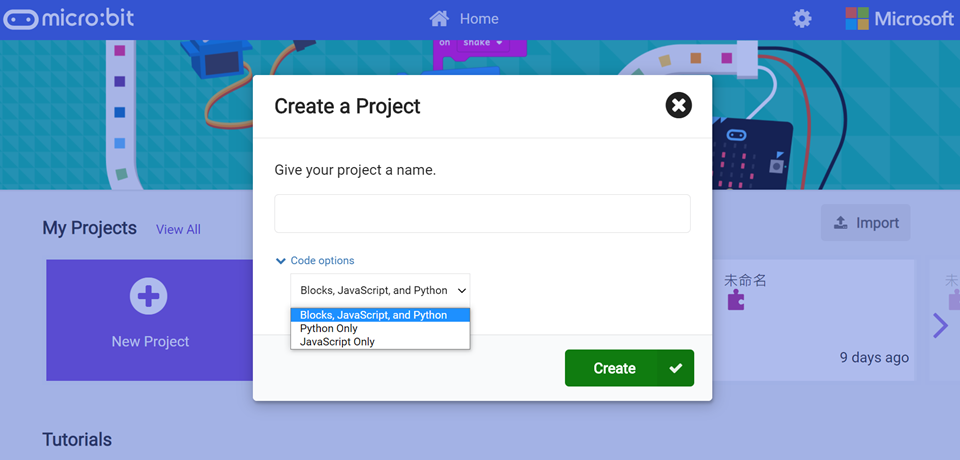 micro:bit
Home
Microsoft
on shake
Create a Project
Give your project a name.
My Projects View All
Import
Code options
Blocks, JavaScript, and Python
Blocks, JavaScript, and Python
Python Only
JavaScript Only
New Project
未命名
未
9 days ago
Create
Tutorials